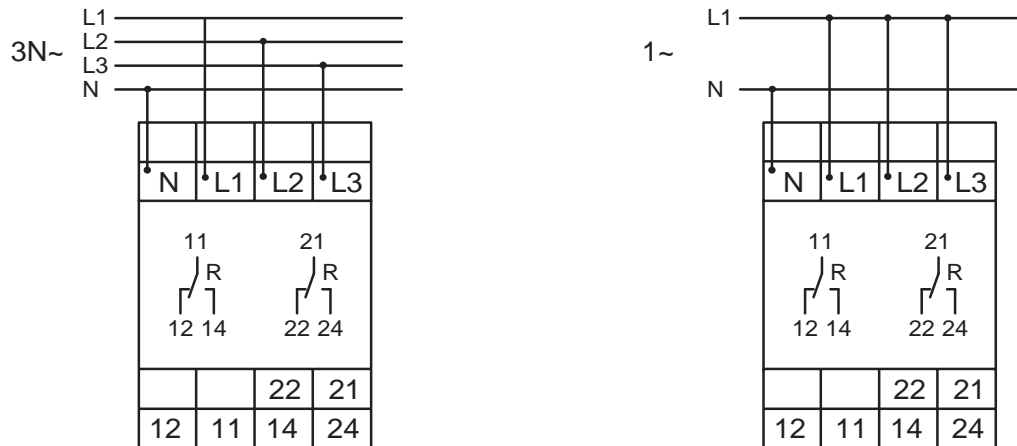 L1
L2
3N~
L3
N
N L1 L2 L3
11 21
R R
12 14 22 24
22 21
12 11 14 24
L1
1~
N
N L1 L2 L3
11 21
R R
12 14 22 24
22 21
12 11 14 24